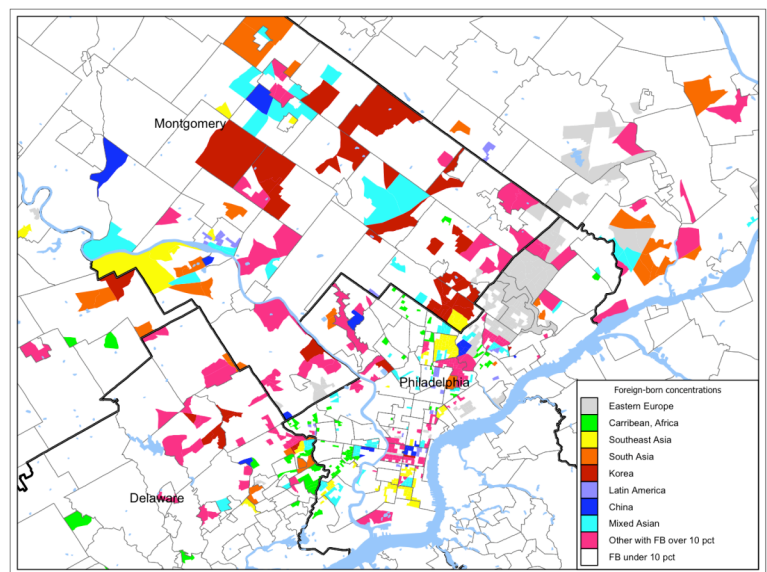 Montgomery
Philadelphia
Delaware
Foreign-born concentrations
Eastern Europe
Carribean, Africa
Southeast Asia
South Asia
Korea
Latin America
China
Mixed Asian
Other with FB over 10 pct
FB under 10 pct